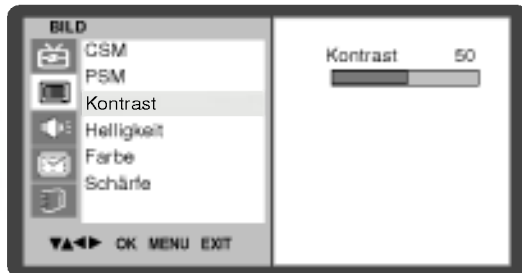 BILD
CSM
PSM
Kontrast
Helligkeit
Farbe
Schärfe
▼▲◀▶ OK MENU EXIT
Kontrast 50